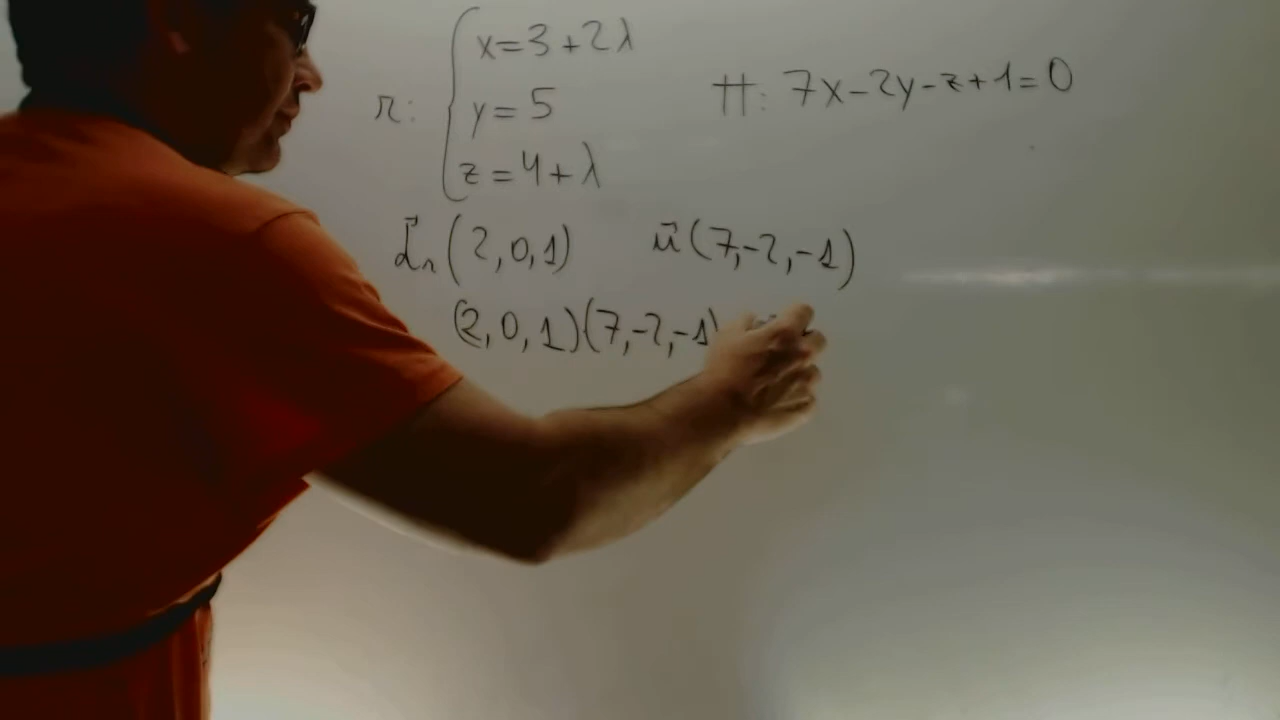 r: { x=3+2λ
y=5
z=4+λ
π: 7x-2y-z+1=0
d⃗r(2,0,1) u⃗(7,-2,-1)
(2,0,1)(7,-2,-1)